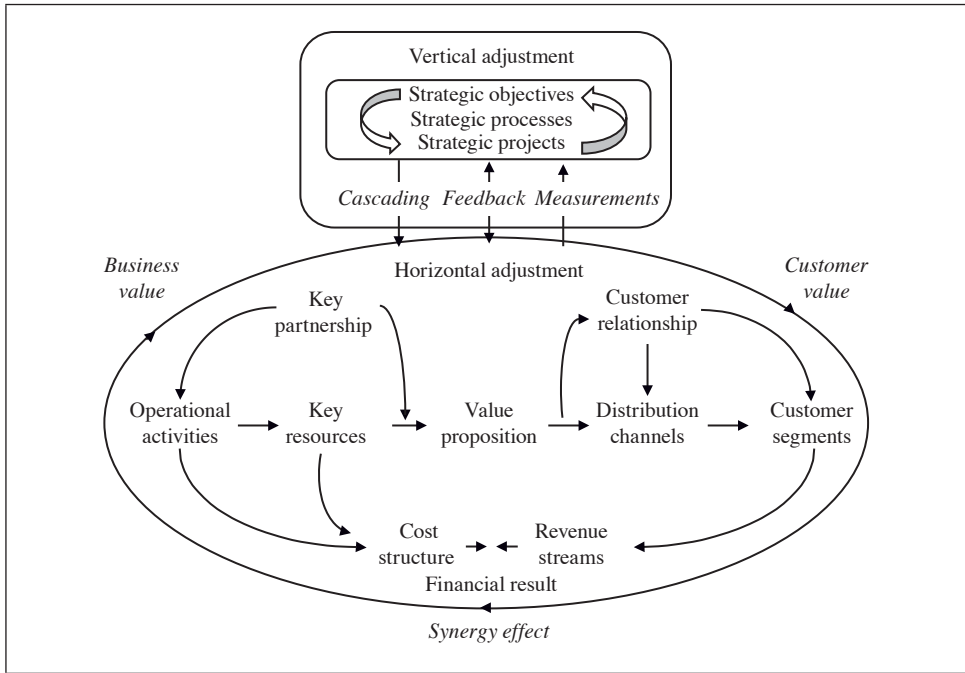 Vertical adjustment
Strategic objectives
Strategic processes
Strategic projects
Cascading Feedback Measurements
Business
value
Horizontal adjustment
Customer
value
Key
partnership
Customer
relationship
Operational
activities
Key
resources
Value
proposition
Distribution
channels
Customer
segments
Cost
structure
Revenue
streams
Financial result
Synergy effect